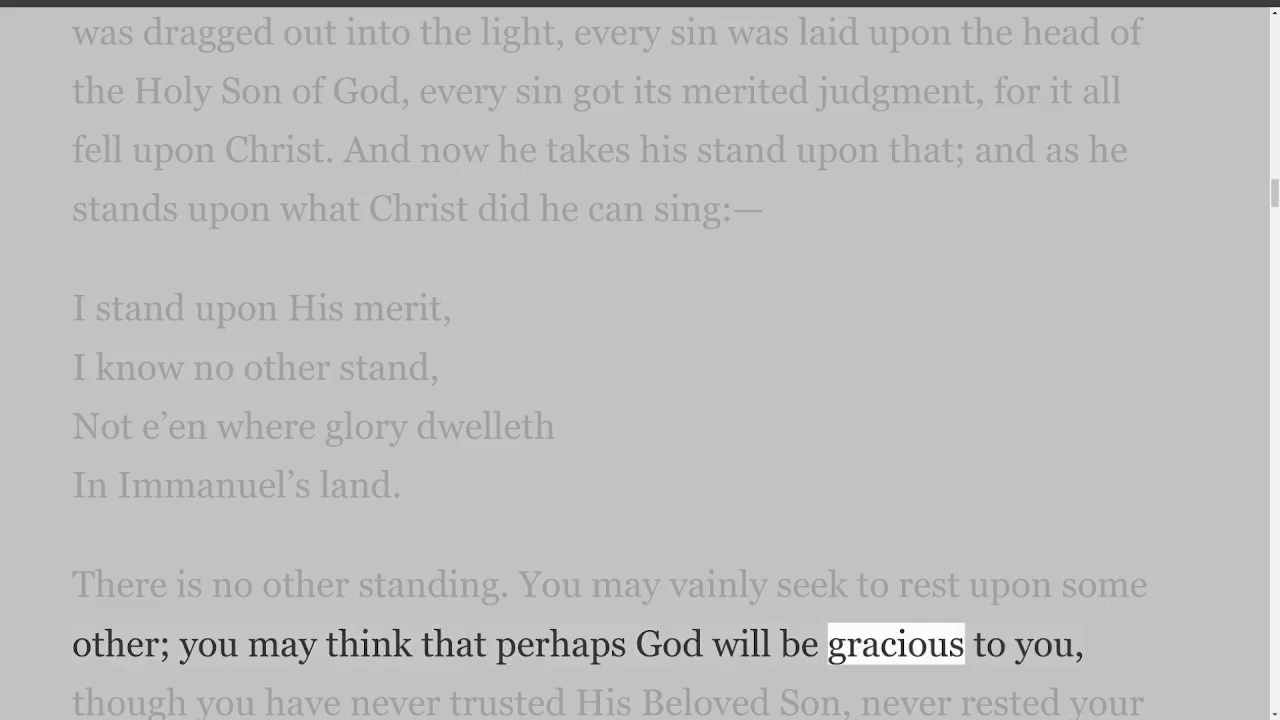 was dragged out into the light, every sin was laid upon the head of
the Holy Son of God, every sin got its merited judgment, for it all
fell upon Christ. And now he takes his stand upon that; and as he
stands upon what Christ did he can sing:—
I stand upon His merit,
I know no other stand,
Not e’en where glory dwelleth
In Immanuel’s land.
There is no other standing. You may vainly seek to rest upon some
other; you may think that perhaps God will be gracious to you,
though you have never trusted His Beloved Son, never rested your